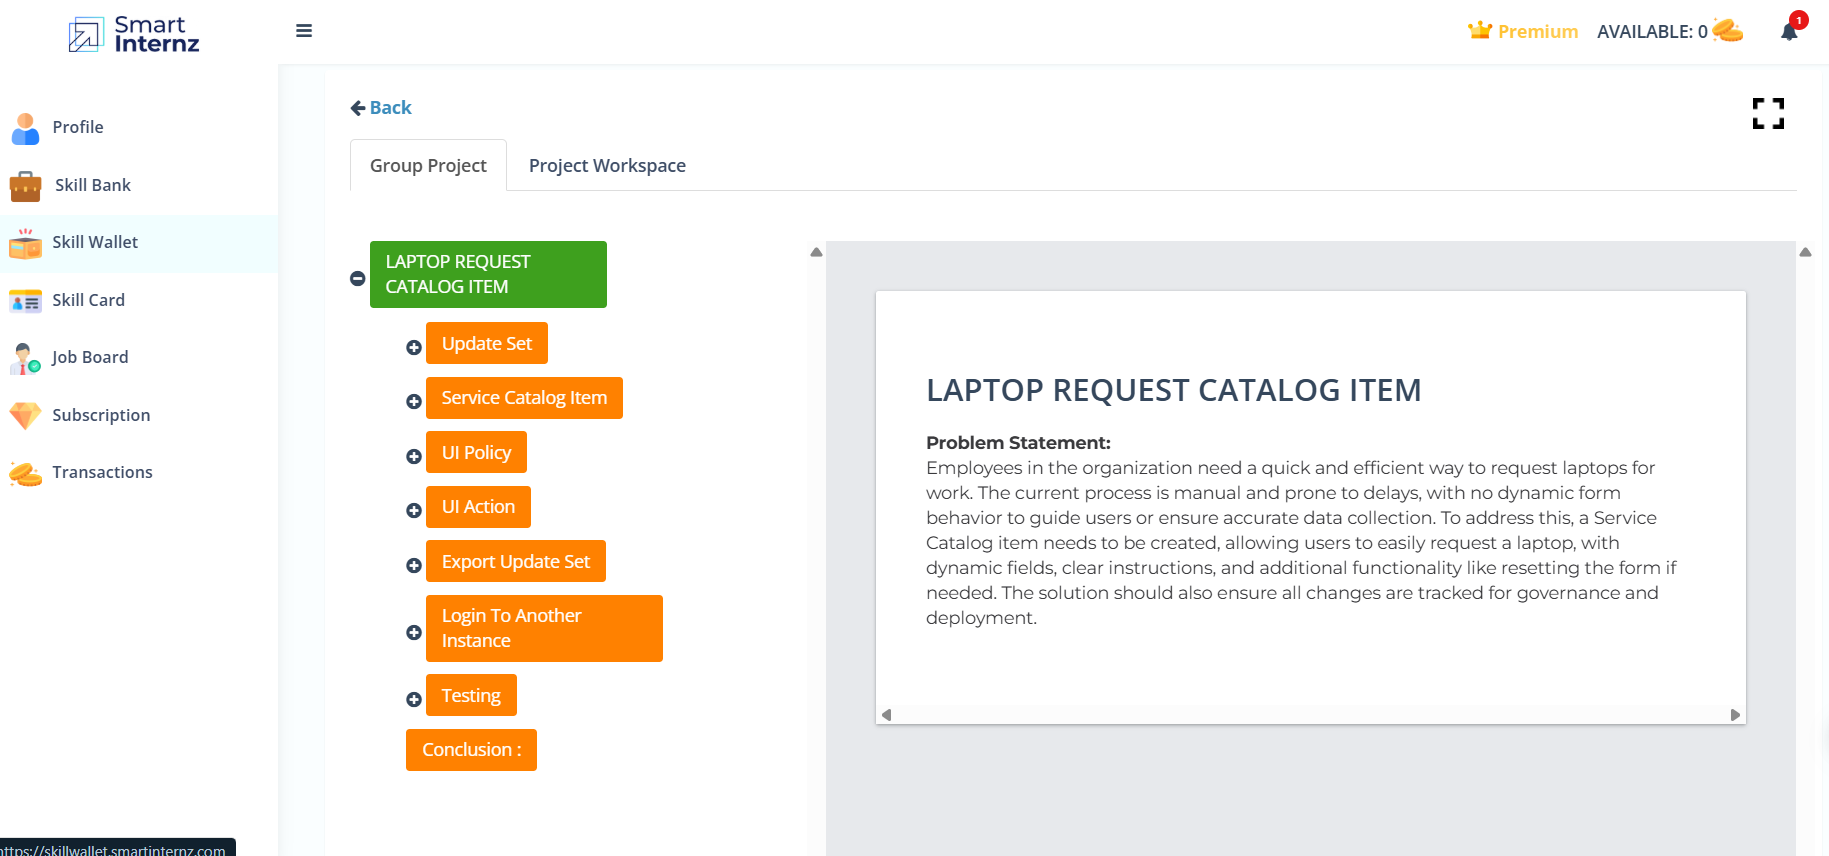 Smart
Internz
Premium
AVAILABLE: 0
1
Profile
Skill Bank
Skill Wallet
Skill Card
Job Board
Subscription
Transactions
Back
Group Project
Project Workspace
LAPTOP REQUEST
CATALOG ITEM
Update Set
Service Catalog Item
UI Policy
UI Action
Export Update Set
Login To Another
Instance
Testing
Conclusion :
LAPTOP REQUEST CATALOG ITEM
Problem Statement:
Employees in the organization need a quick and efficient way to request laptops for
work. The current process is manual and prone to delays, with no dynamic form
behavior to guide users or ensure accurate data collection. To address this, a Service
Catalog item needs to be created, allowing users to easily request a laptop, with
dynamic fields, clear instructions, and additional functionality like resetting the form if
needed. The solution should also ensure all changes are tracked for governance and
deployment.
https://skillwallet.smartinternz.com